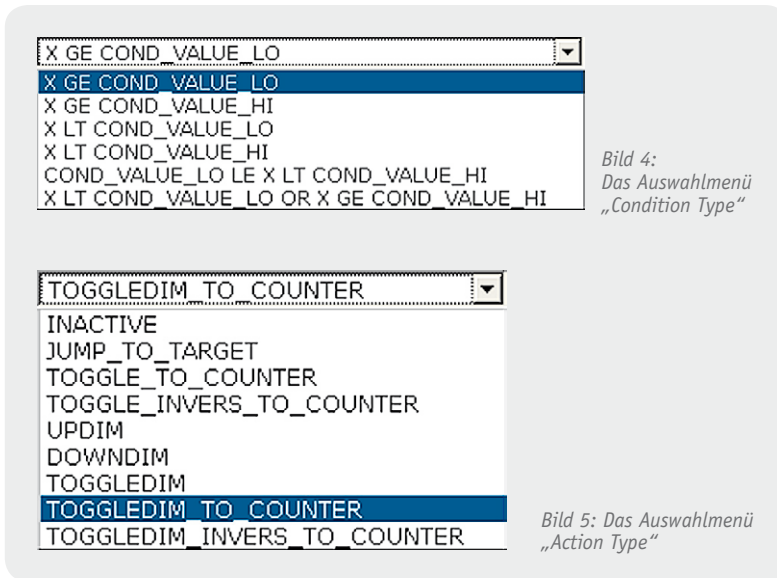 X GE COND_VALUE_LO
X GE COND_VALUE_LO
X GE COND_VALUE_HI
X LT COND_VALUE_LO
X LT COND_VALUE_HI
COND_VALUE_LO LE X LT COND_VALUE_HI
X LT COND_VALUE_LO OR X GE COND_VALUE_HI
Bild 4:
Das Auswahlmenü
„Condition Type“
TOGGLEDIM_TO_COUNTER
INACTIVE
JUMP_TO_TARGET
TOGGLE_TO_COUNTER
TOGGLE_INVERS_TO_COUNTER
UPDIM
DOWNDIM
TOGGLEDIM
TOGGLEDIM_TO_COUNTER
TOGGLEDIM_INVERS_TO_COUNTER
Bild 5: Das Auswahlmenü
„Action Type“